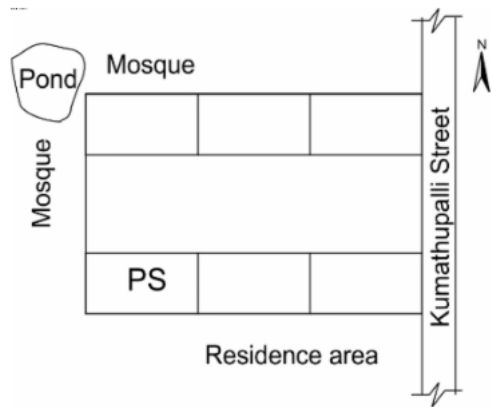 Mosque
N
Pond
Mosque
Kumathupalli Street
PS
Residence area